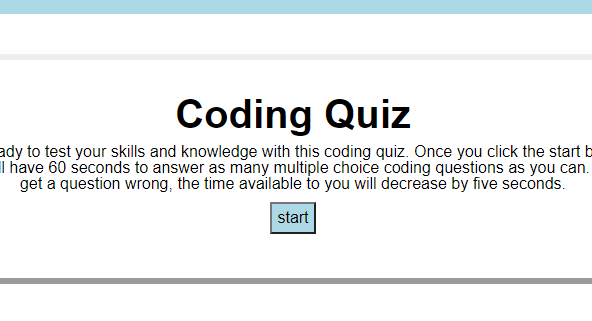 Coding Quiz
to test your skills and knowledge with this coding quiz. Once you click the start
have 60 seconds to answer as many multiple choice coding questions as you can.
get a question wrong, the time available to you will decrease by five seconds.
start